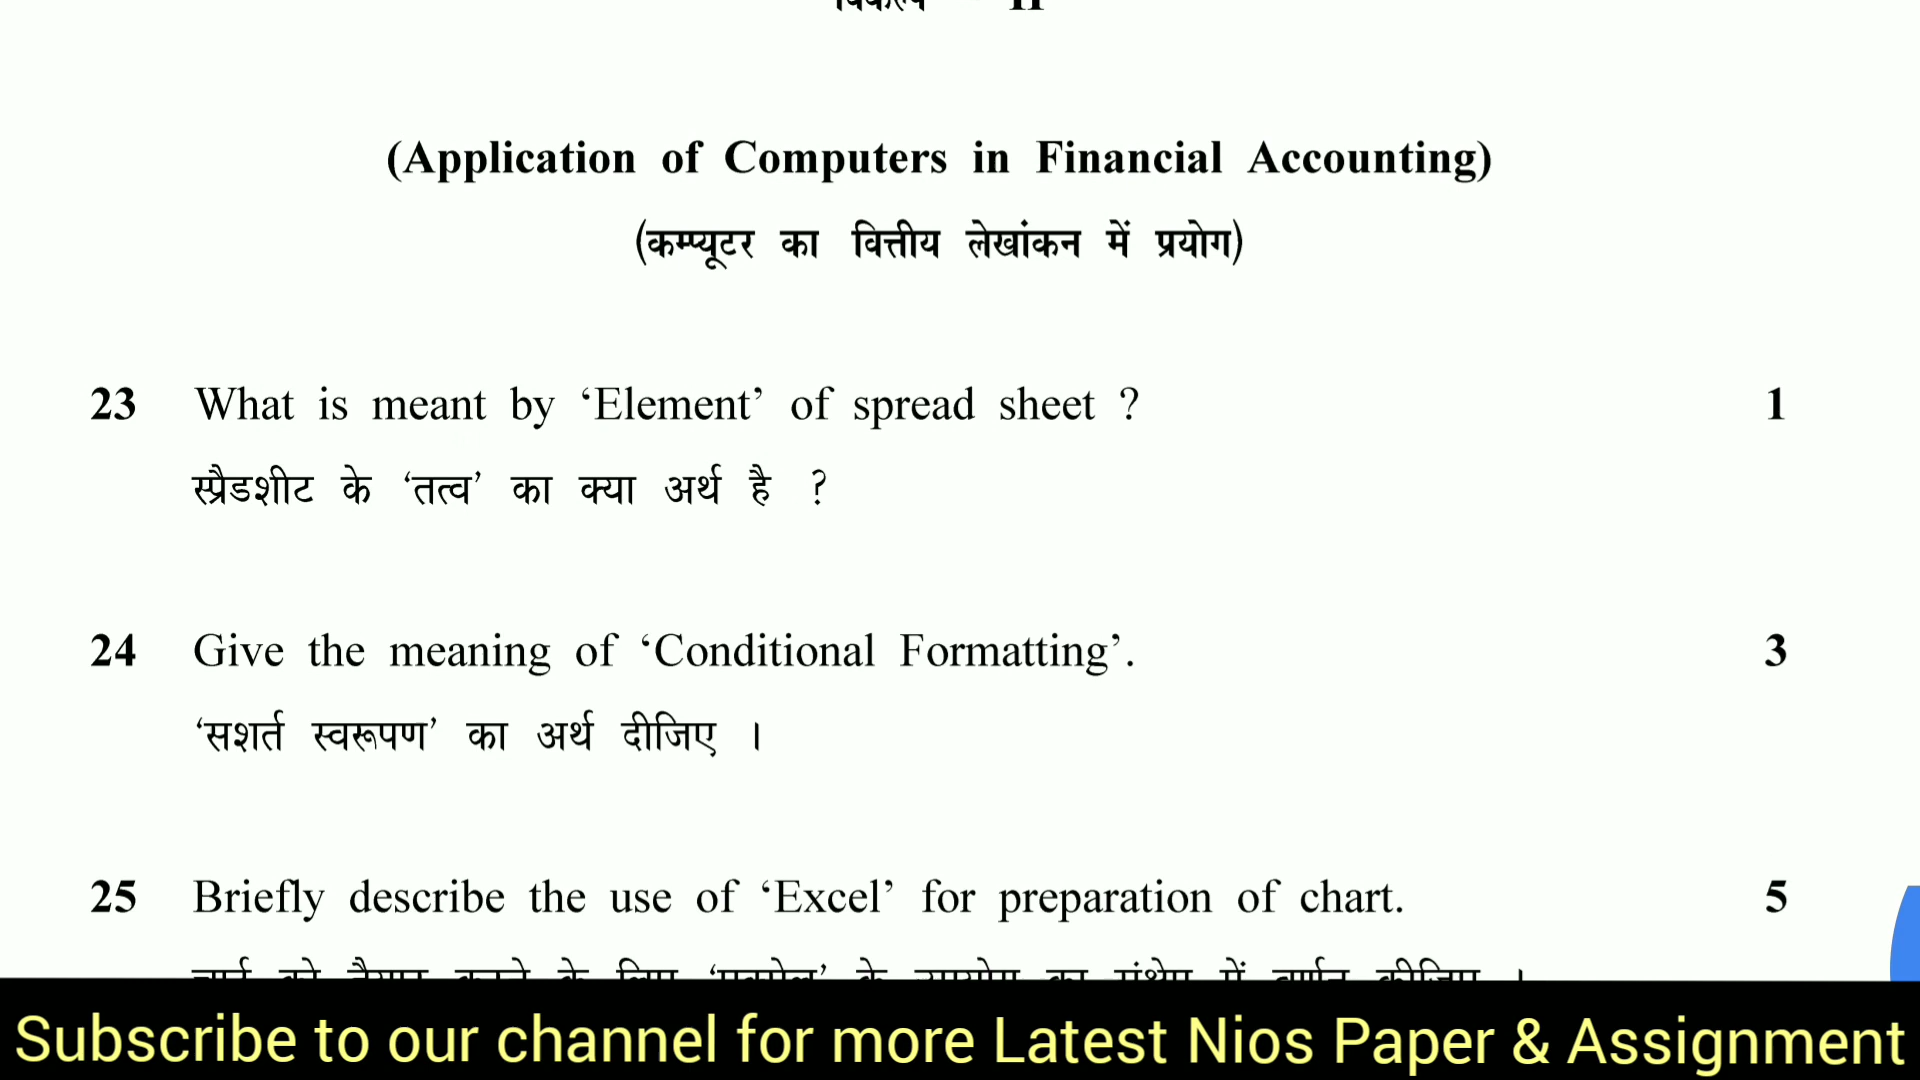 (Application of Computers in Financial Accounting)
(कम्प्यूटर का वित्तीय लेखांकन में प्रयोग)
23 What is meant by ‘Element’ of spread sheet ? 1
स्प्रैडशीट के ‘तत्व’ का क्या अर्थ है ?
24 Give the meaning of ‘Conditional Formatting’. 3
‘सशर्त स्वरूपण’ का अर्थ दीजिए ।
25 Briefly describe the use of ‘Excel’ for preparation of chart. 5
Subscribe to our channel for more Latest Nios Paper & Assignment